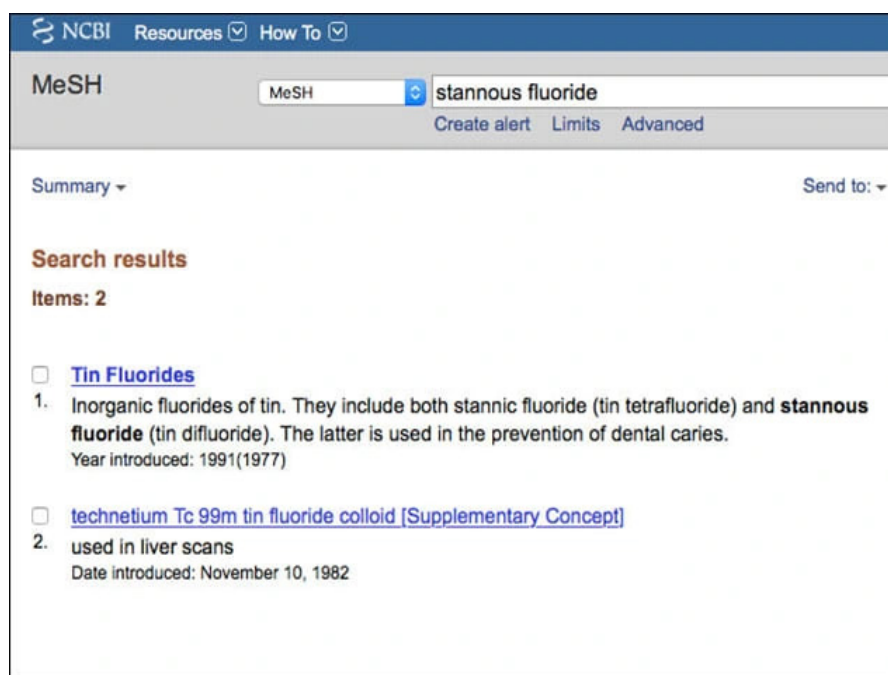 NCBI Resources How To
MeSH MeSH stannous fluoride
Create alert Limits Advanced
Summary Send to:
Search results
Items: 2
Tin Fluorides
1. Inorganic fluorides of tin. They include both stannic fluoride (tin tetrafluoride) and stannous
fluoride (tin difluoride). The latter is used in the prevention of dental caries.
Year introduced: 1991(1977)
technetium Tc 99m tin fluoride colloid [Supplementary Concept]
2. used in liver scans
Date introduced: November 10, 1982